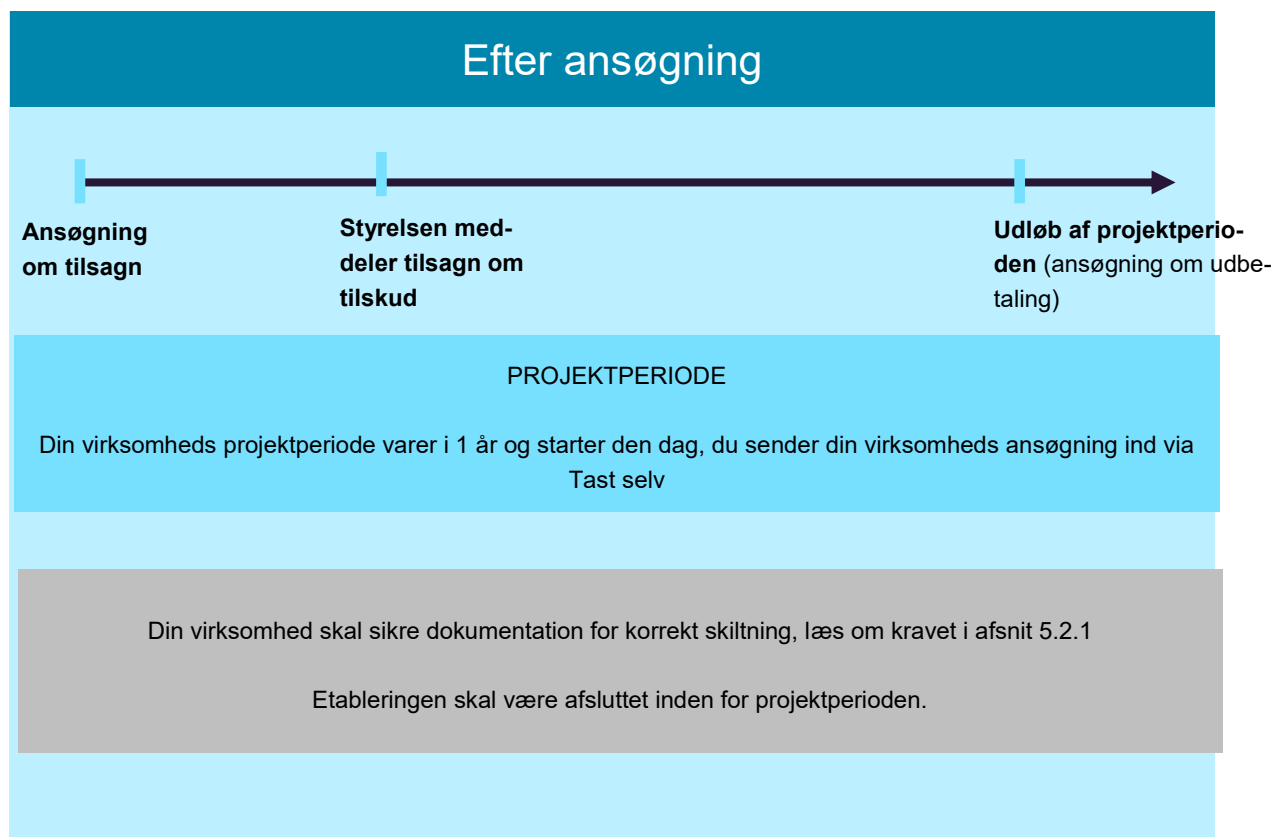 Efter ansøgning
Ansøgning
om tilsagn
Styrelsen med-
deler tilsagn om
tilskud
Udløb af projektperio-
den (ansøgning om udbe-
taling)
PROJEKTPERIODE
Din virksomheds projektperiode varer i 1 år og starter den dag, du sender din virksomheds ansøgning ind via
Tast selv
Din virksomhed skal sikre dokumentation for korrekt skiltning, læs om kravet i afsnit 5.2.1
Etableringen skal være afsluttet inden for projektperioden.